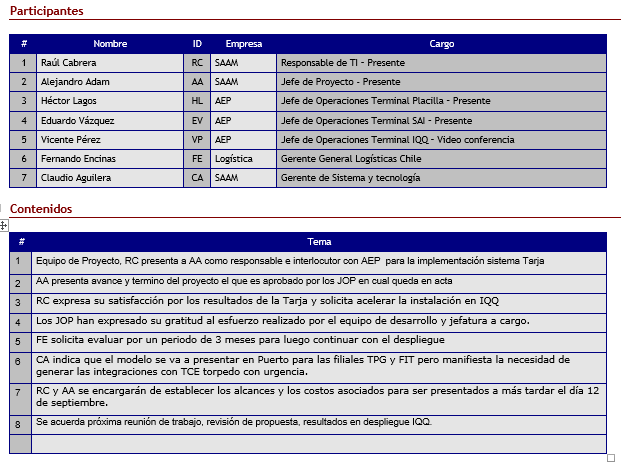 Participantes
# Nombre ID Empresa Cargo
1 Raúl Cabrera RC SAAM Responsable de TI - Presente
2 Alejandro Adam AA SAAM Jefe de Proyecto - Presente
3 Héctor Lagos HL AEP Jefe de Operaciones Terminal Placilla - Presente
4 Eduardo Vázquez EV AEP Jefe de Operaciones Terminal SAI - Presente
5 Vicente Pérez VP AEP Jefe de Operaciones Terminal IQQ - Video conferencia
6 Fernando Encinas FE Logística Gerente General Logísticas Chile
7 Claudio Aguilera CA SAAM Gerente de Sistema y tecnología
Contenidos
# Tema
1 Equipo de Proyecto, RC presenta a AA como responsable e interlocutor con AEP para la implementación sistema Tarja
2 AA presenta avance y termino del proyecto el que es aprobado por los JOP en cual queda en acta
3 RC expresa su satisfacción por los resultados de la Tarja y solicita acelerar la instalación en IQQ
4 Los JOP han expresado su gratitud al esfuerzo realizado por el equipo de desarrollo y jefatura a cargo.
5 FE solicita evaluar por un periodo de 3 meses para luego continuar con el despliegue
6 CA indica que el modelo se va a presentar en Puerto para las filiales TPG y FIT pero manifiesta la necesidad de
generar las integraciones con TCE torpedo con urgencia.
7 RC y AA se encargarán de establecer los alcances y los costos asociados para ser presentados a más tardar el día 12
de septiembre.
8 Se acuerda próxima reunión de trabajo, revisión de propuesta, resultados en despliegue IQQ.